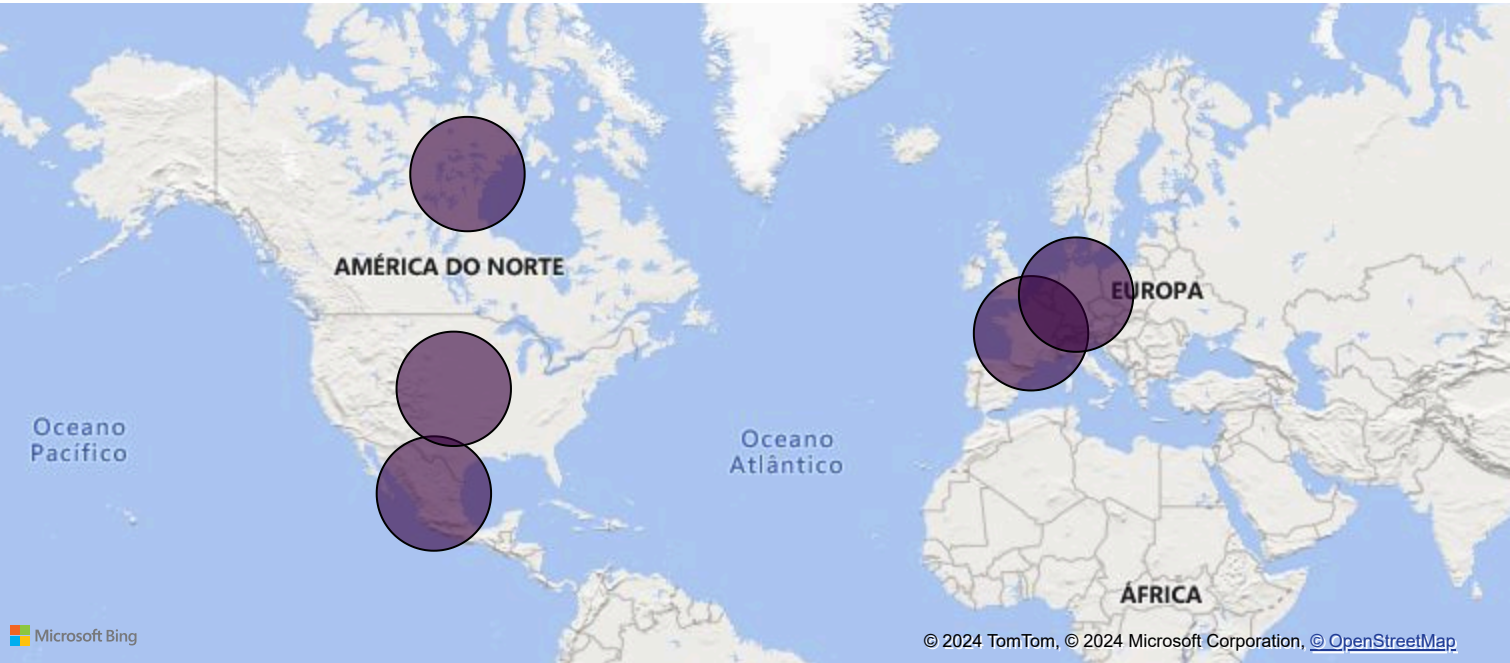 AMÉRICA DO NORTE
EUROPA
Oceano
Pacífico
Oceano
Atlântico
ÁFRICA
Microsoft Bing
© 2024 TomTom, © 2024 Microsoft Corporation, © OpenStreetMap